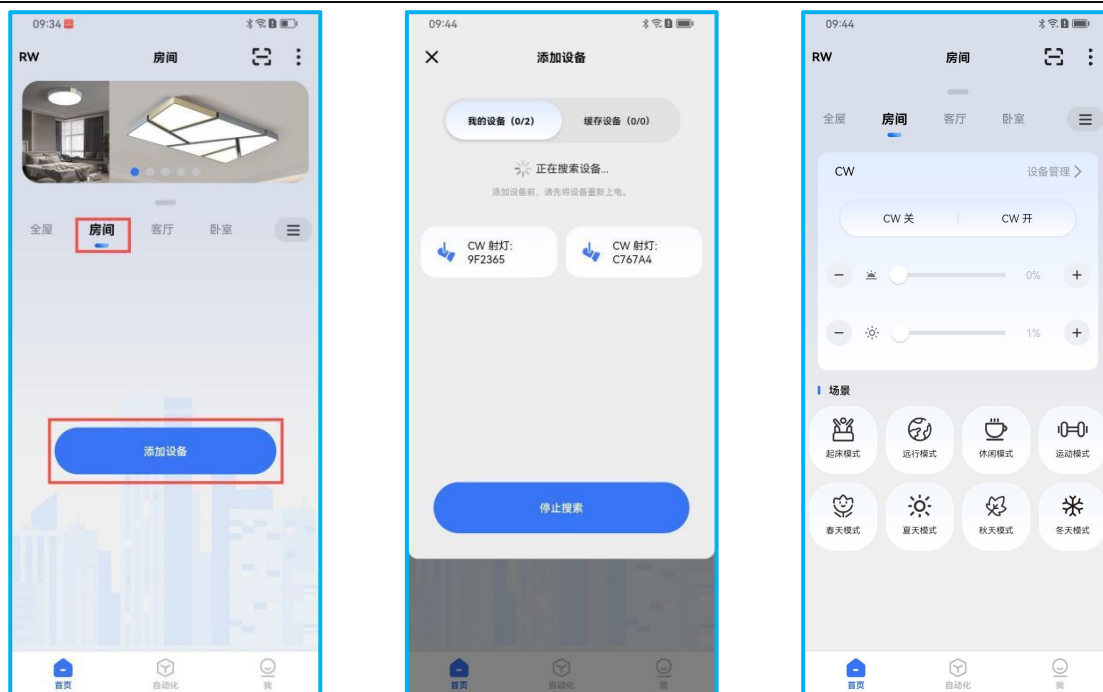 09:34
RW 房间
全屋 房间 客厅 卧室
添加设备
首页 自动化 我
09:44
添加设备
我的设备（0/2） 缓存设备（0/0）
正在搜索设备...
添加设备前，请先将设备重新上电。
CW 射灯:
9F2365
CW 射灯:
C767A4
停止搜索
首页 自动化 我
09:44
RW 房间
全屋 房间 客厅 卧室
CW 设备管理
CW 关 CW 开
0%
1%
场景
起床模式 远行模式 休闲模式 运动模式
春天模式 夏天模式 秋天模式 冬天模式
首页 自动化 我